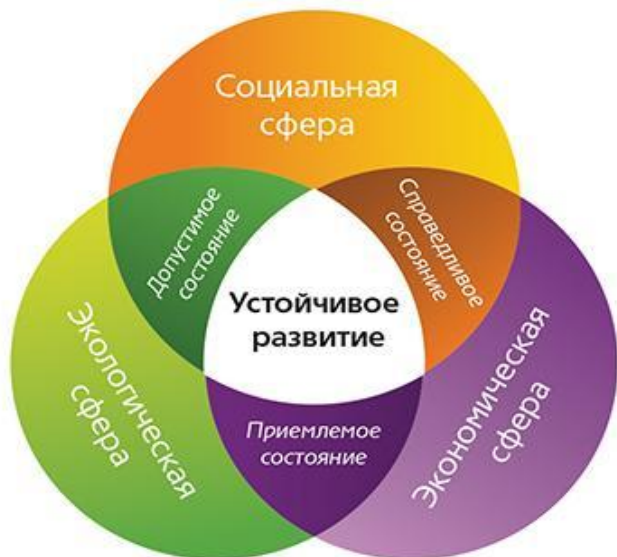 Социальная
сфера
Допустимое
состояние
Справедливое
состояние
Устойчивое
развитие
Экологическая
сфера
Приемлемое
состояние
Экономическая
сфера